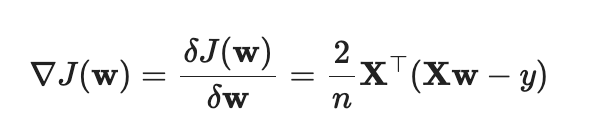 ∇J(𝐰) = δJ(𝐰)/δ𝐰 = 2/n 𝐗^⊤(𝐗𝐰 − y)